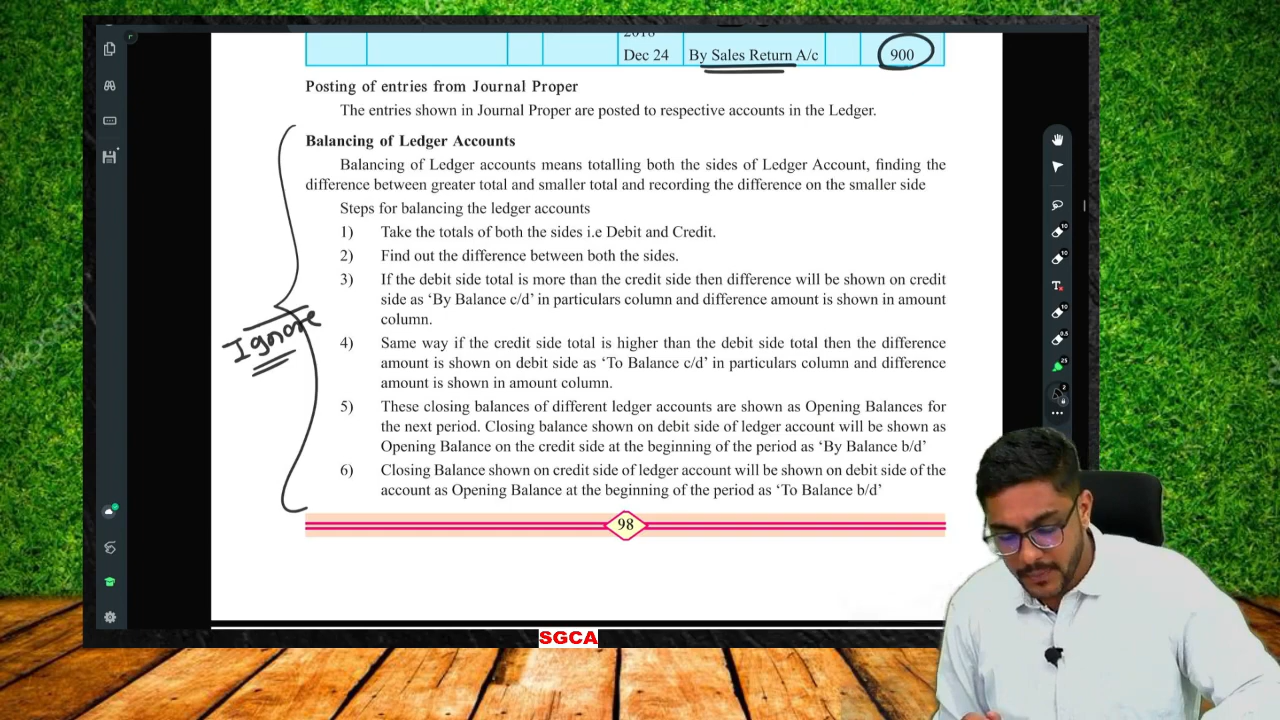 Dec 24 By Sales Return A/c 900
Posting of entries from Journal Proper
The entries shown in Journal Proper are posted to respective accounts in the Ledger.
Balancing of Ledger Accounts
Balancing of Ledger accounts means totalling both the sides of Ledger Account, finding the
difference between greater total and smaller total and recording the difference on the smaller side
Steps for balancing the ledger accounts
1) Take the totals of both the sides i.e Debit and Credit.
2) Find out the difference between both the sides.
3) If the debit side total is more than the credit side then difference will be shown on credit
side as ‘By Balance c/d’ in particulars column and difference amount is shown in amount
column.
Ignore
4) Same way if the credit side total is higher than the debit side total then the difference
amount is shown on debit side as ‘To Balance c/d’ in particulars column and difference
amount is shown in amount column.
5) These closing balances of different ledger accounts are shown as Opening Balances for
the next period. Closing balance shown on debit side of ledger account will be shown as
Opening Balance on the credit side at the beginning of the period as ‘By Balance b/d’
6) Closing Balance shown on credit side of ledger account will be shown on debit side of the
account as Opening Balance at the beginning of the period as ‘To Balance b/d’
98
SGCA